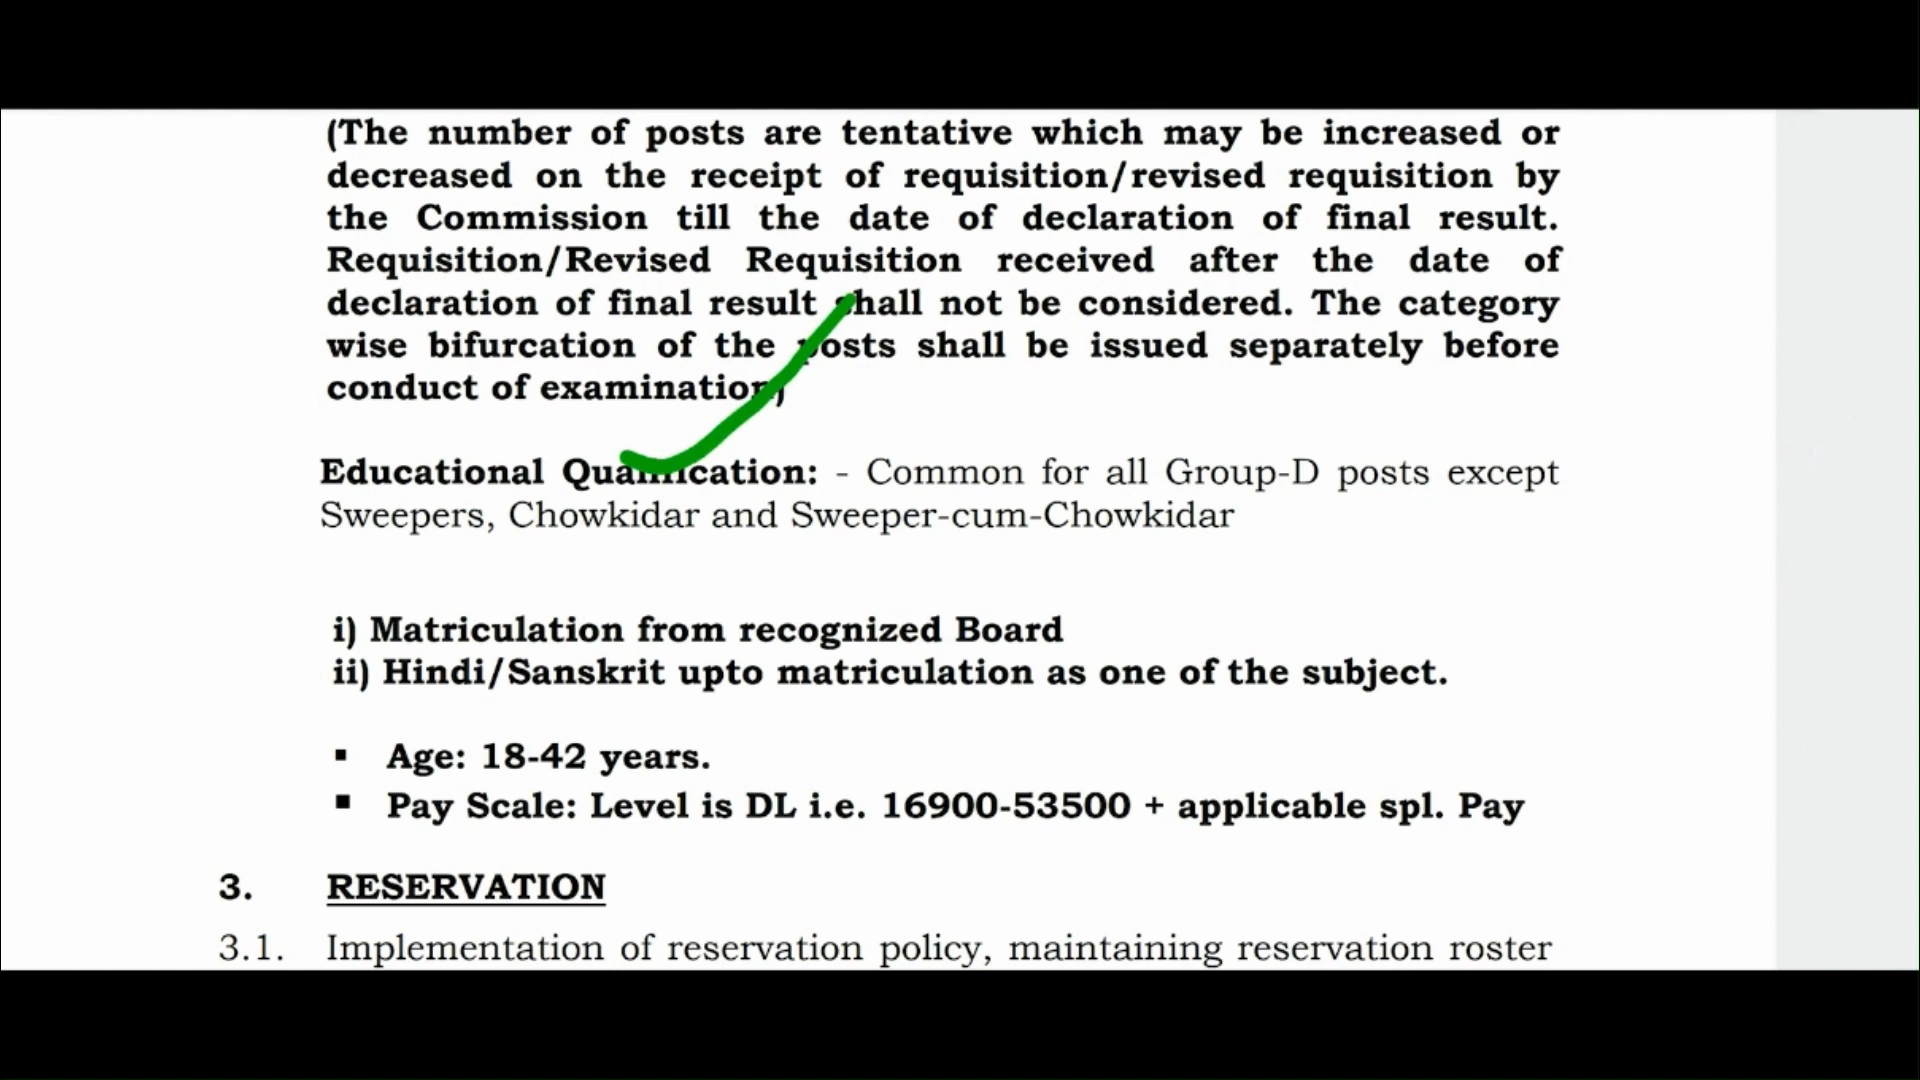 (The number of posts are tentative which may be increased or
decreased on the receipt of requisition/revised requisition by
the Commission till the date of declaration of final result.
Requisition/Revised Requisition received after the date of
declaration of final result shall not be considered. The category
wise bifurcation of the posts shall be issued separately before
conduct of examination)
Educational Qualification: - Common for all Group-D posts except
Sweepers, Chowkidar and Sweeper-cum-Chowkidar
i) Matriculation from recognized Board
ii) Hindi/Sanskrit upto matriculation as one of the subject.
▪ Age: 18-42 years.
▪ Pay Scale: Level is DL i.e. 16900-53500 + applicable spl. Pay
3. RESERVATION
3.1. Implementation of reservation policy, maintaining reservation roster